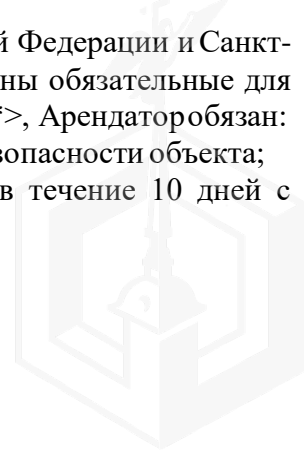 й Федерации и Санкт-
ны обязательные для
*>, Арендатор обязан:
зопасности объекта;
в течение 10 дней с